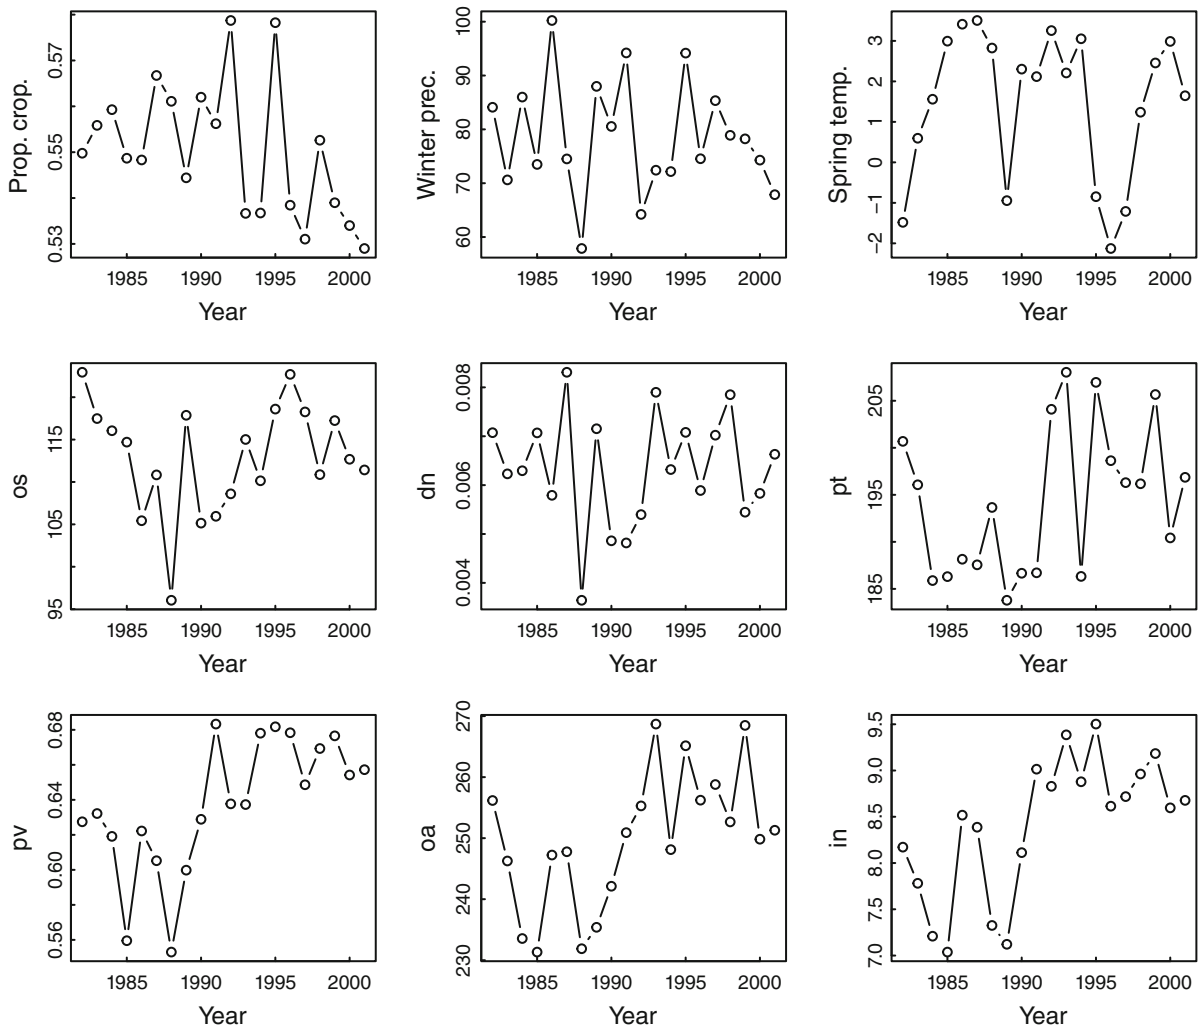 Prop. crop.
0.53 0.55 0.57
1985 1990 1995 2000
Year
Winter prec.
60 70 80 90 100
1985 1990 1995 2000
Year
Spring temp.
−2 −1 0 1 2 3
1985 1990 1995 2000
Year
os
95 105 115
1985 1990 1995 2000
Year
dn
0.004 0.006 0.008
1985 1990 1995 2000
Year
pt
185 195 205
1985 1990 1995 2000
Year
pv
0.56 0.60 0.64 0.68
1985 1990 1995 2000
Year
oa
230 240 250 260 270
1985 1990 1995 2000
Year
in
7.0 7.5 8.0 8.5 9.0 9.5
1985 1990 1995 2000
Year